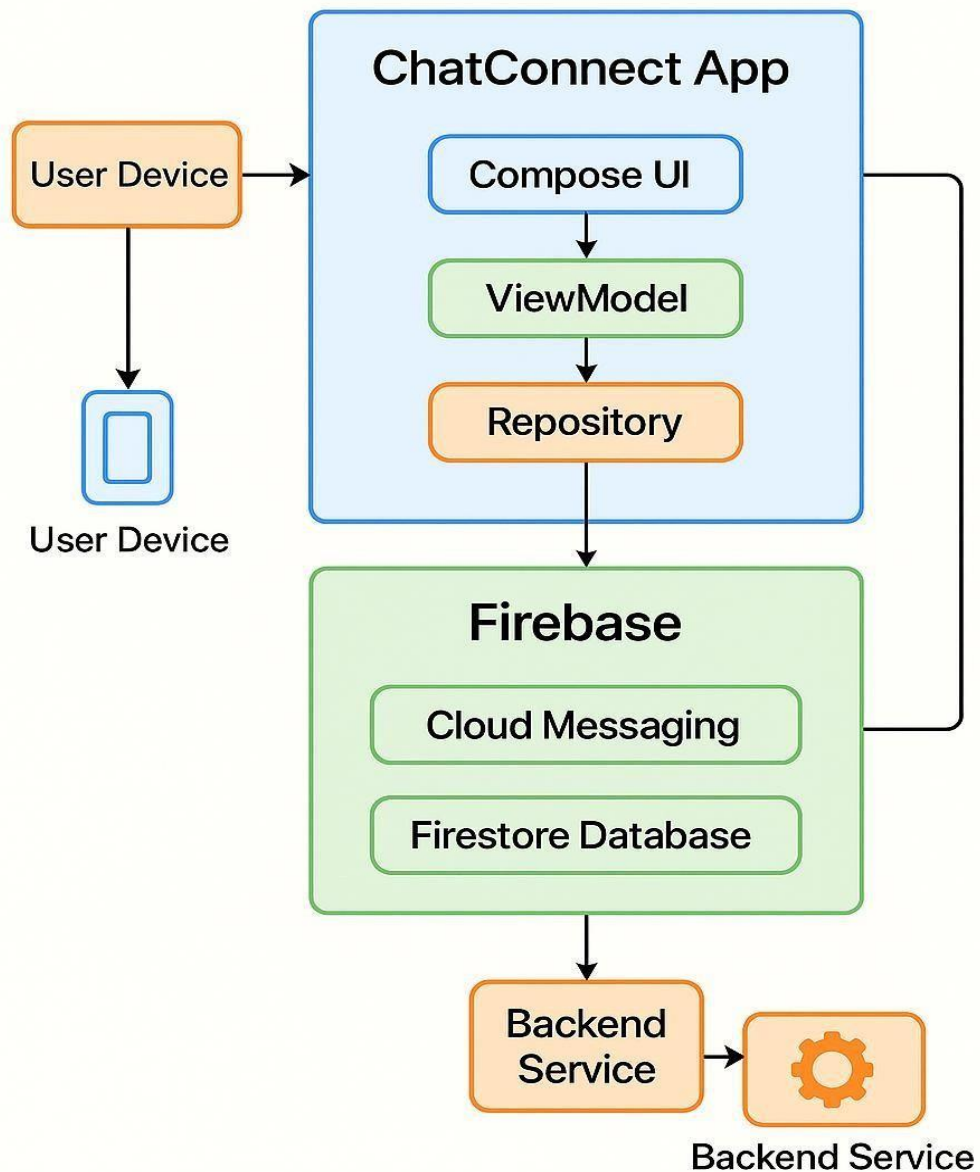 ChatConnect App
User Device
Compose UI
ViewModel
Repository
User Device
Firebase
Cloud Messaging
Firestore Database
Backend
Service
Backend Service